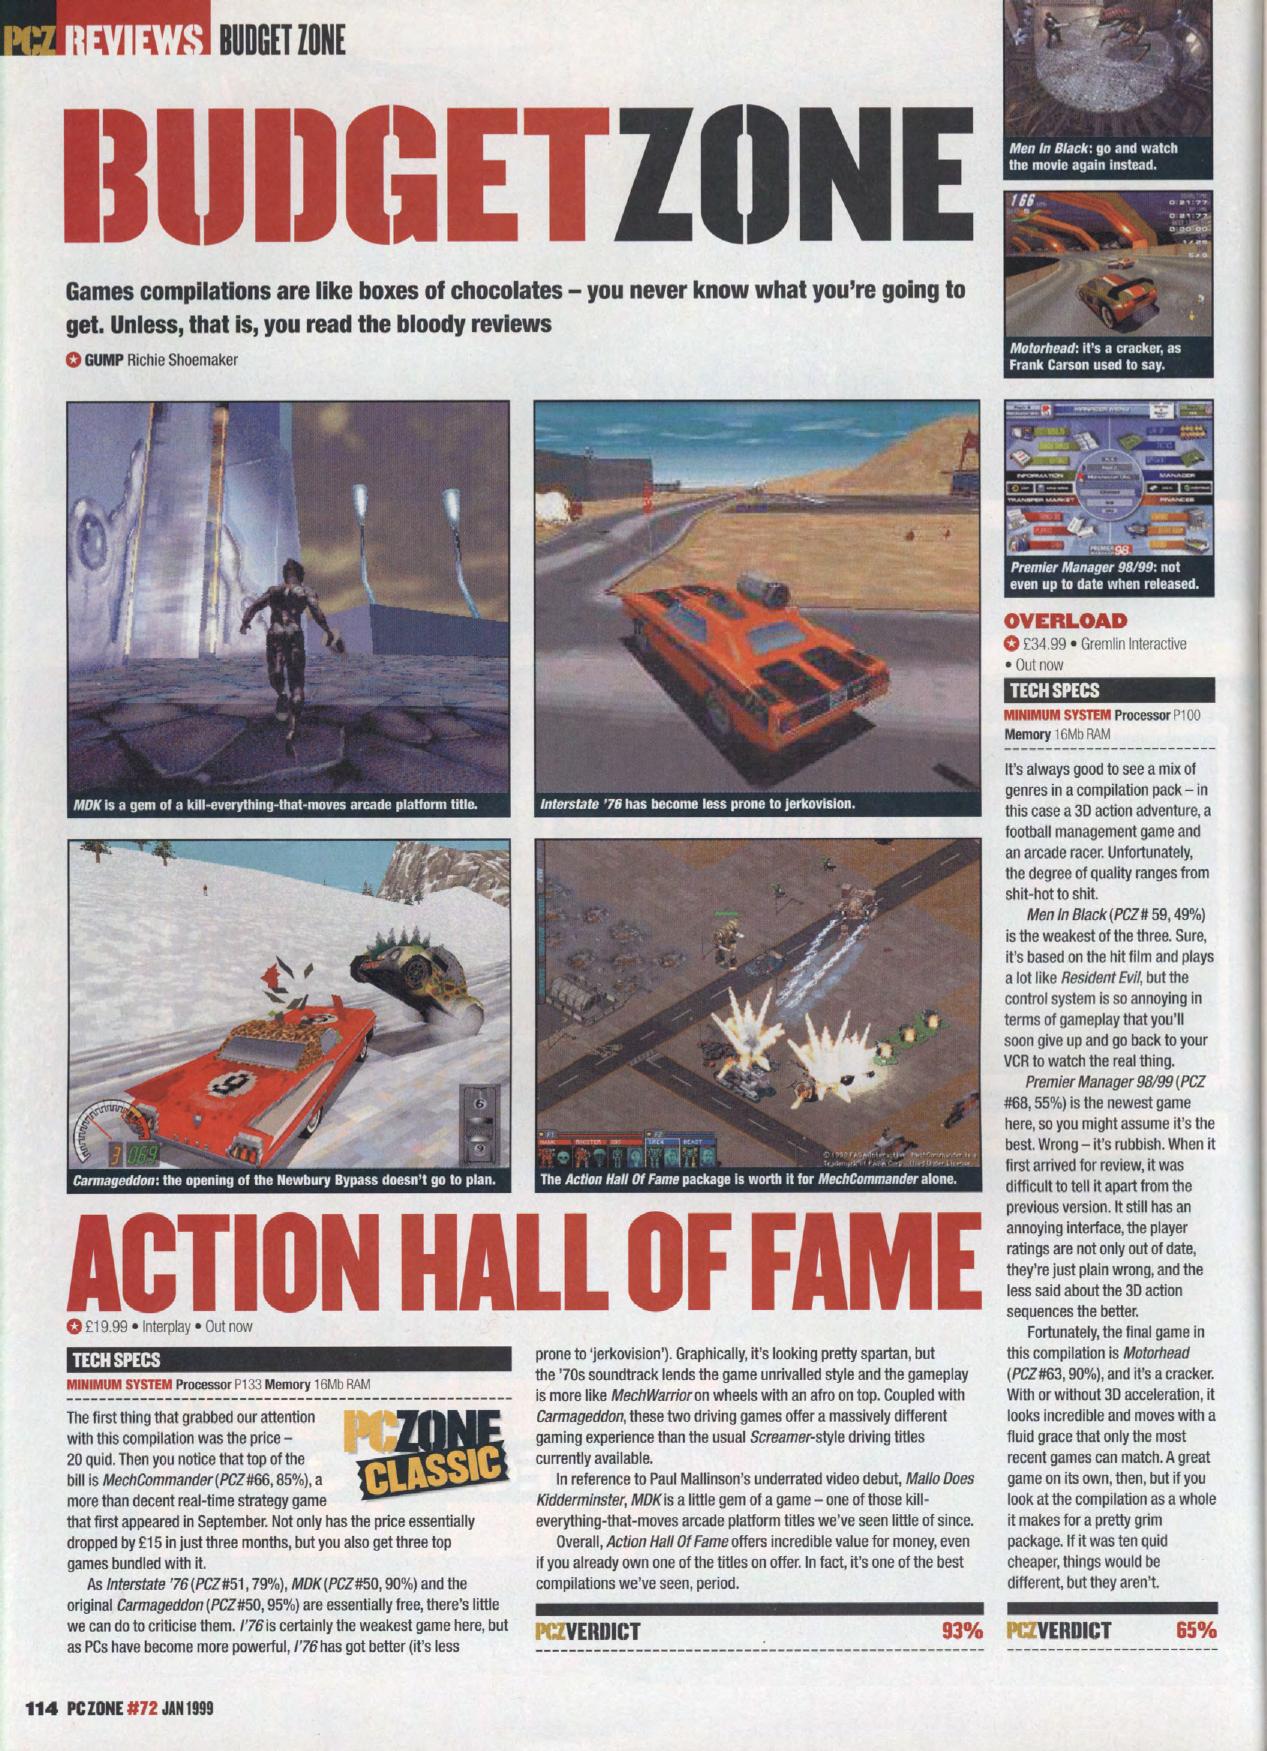 PCZ REVIEWS BUDGET ZONE
BUDGETZONE
Games compilations are like boxes of chocolates – you never know what you're going to
get. Unless, that is, you read the bloody reviews
GUMP Richie Shoemaker
MDK is a gem of a kill-everything-that-moves arcade platform title.
Interstate '76 has become less prone to jerkovision.
Carmageddon: the opening of the Newbury Bypass doesn't go to plan.
The Action Hall Of Fame package is worth it for MechCommander alone.
ACTION HALL OF FAME
£19.99 • Interplay • Out now
TECH SPECS
MINIMUM SYSTEM Processor P133 Memory 16Mb RAM
PCZONE
CLASSIC
The first thing that grabbed our attention
with this compilation was the price –
20 quid. Then you notice that top of the
bill is MechCommander (PCZ #66, 85%), a
more than decent real-time strategy game
that first appeared in September. Not only has the price essentially
dropped by £15 in just three months, but you also get three top
games bundled with it.
As Interstate '76 (PCZ #51, 79%), MDK (PCZ #50, 90%) and the
original Carmageddon (PCZ #50, 95%) are essentially free, there's little
we can do to criticise them. I'76 is certainly the weakest game here, but
as PCs have become more powerful, I'76 has got better (it's less
prone to 'jerkovision'). Graphically, it's looking pretty spartan, but
the '70s soundtrack lends the game unrivalled style and the gameplay
is more like MechWarrior on wheels with an afro on top. Coupled with
Carmageddon, these two driving games offer a massively different
gaming experience than the usual Screamer-style driving titles
currently available.
In reference to Paul Mallinson's underrated video debut, Mallo Does
Kidderminster, MDK is a little gem of a game – one of those kill-
everything-that-moves arcade platform titles we've seen little of since.
Overall, Action Hall Of Fame offers incredible value for money, even
if you already own one of the titles on offer. In fact, it's one of the best
compilations we've seen, period.
PCZVERDICT 93%
Men In Black: go and watch
the movie again instead.
166
0:21:77
0:21:77
0:00:00
Motorhead: it's a cracker, as
Frank Carson used to say.
MANAGER MENU
INFORMATION
MANAGER
TRANSFER MARKET
FINANCES
Premier Manager 98/99: not
even up to date when released.
OVERLOAD
£34.99 • Gremlin Interactive
• Out now
TECH SPECS
MINIMUM SYSTEM Processor P100
Memory 16Mb RAM
It's always good to see a mix of
genres in a compilation pack – in
this case a 3D action adventure, a
football management game and
an arcade racer. Unfortunately,
the degree of quality ranges from
shit-hot to shit.
Men In Black (PCZ # 59, 49%)
is the weakest of the three. Sure,
it's based on the hit film and plays
a lot like Resident Evil, but the
control system is so annoying in
terms of gameplay that you'll
soon give up and go back to your
VCR to watch the real thing.
Premier Manager 98/99 (PCZ
#68, 55%) is the newest game
here, so you might assume it's the
best. Wrong – it's rubbish. When it
first arrived for review, it was
difficult to tell it apart from the
previous version. It still has an
annoying interface, the player
ratings are not only out of date,
they're just plain wrong, and the
less said about the 3D action
sequences the better.
Fortunately, the final game in
this compilation is Motorhead
(PCZ #63, 90%), and it's a cracker.
With or without 3D acceleration, it
looks incredible and moves with a
fluid grace that only the most
recent games can match. A great
game on its own, then, but if you
look at the compilation as a whole
it makes for a pretty grim
package. If it was ten quid
cheaper, things would be
different, but they aren't.
PCZVERDICT 65%
114 PCZONE #72 JAN 1999